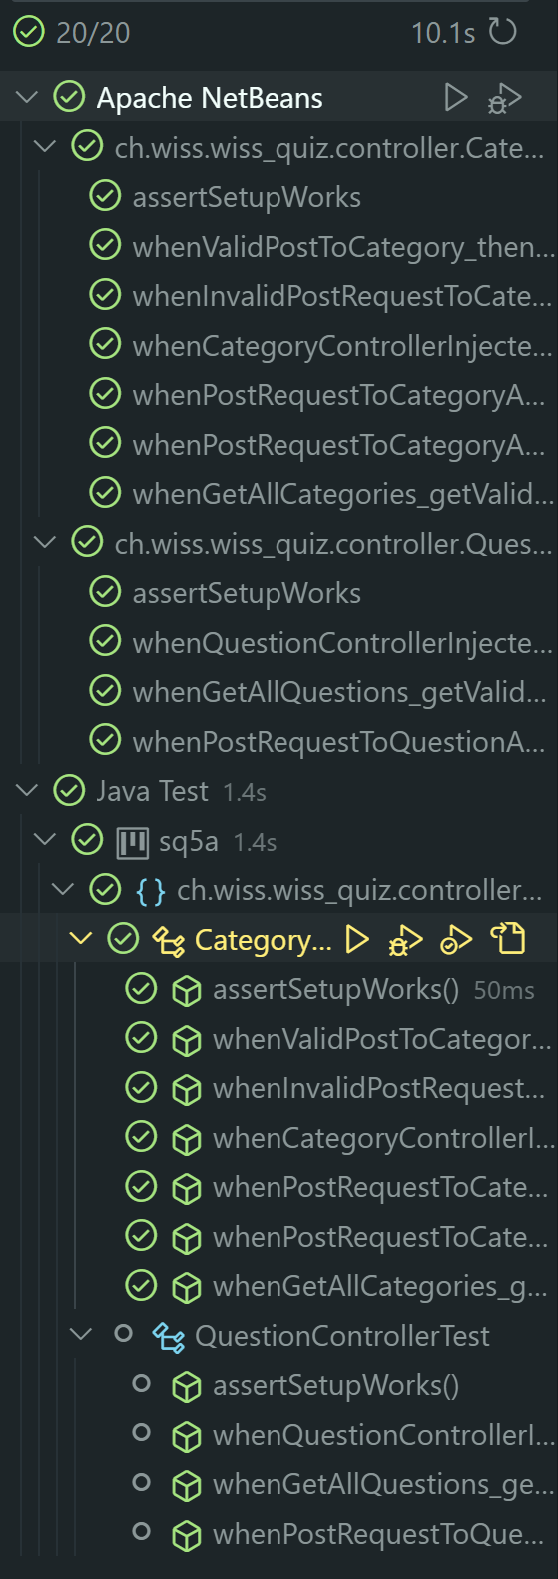 20/20 10.1s
Apache NetBeans
ch.wiss.wiss_quiz.controller.Cate...
assertSetupWorks
whenValidPostToCategory_then...
whenInvalidPostRequestToCate...
whenCategoryControllerInjecte...
whenPostRequestToCategoryA...
whenPostRequestToCategoryA...
whenGetAllCategories_getValid...
ch.wiss.wiss_quiz.controller.Ques...
assertSetupWorks
whenQuestionControllerInjecte...
whenGetAllQuestions_getValid...
whenPostRequestToQuestionA...
Java Test 1.4s
sq5a 1.4s
{} ch.wiss.wiss_quiz.controller...
Category...
assertSetupWorks() 50ms
whenValidPostToCategor...
whenInvalidPostRequest...
whenCategoryControllerI...
whenPostRequestToCate...
whenPostRequestToCate...
whenGetAllCategories_g...
QuestionControllerTest
assertSetupWorks()
whenQuestionControllerI...
whenGetAllQuestions_ge...
whenPostRequestToQue...